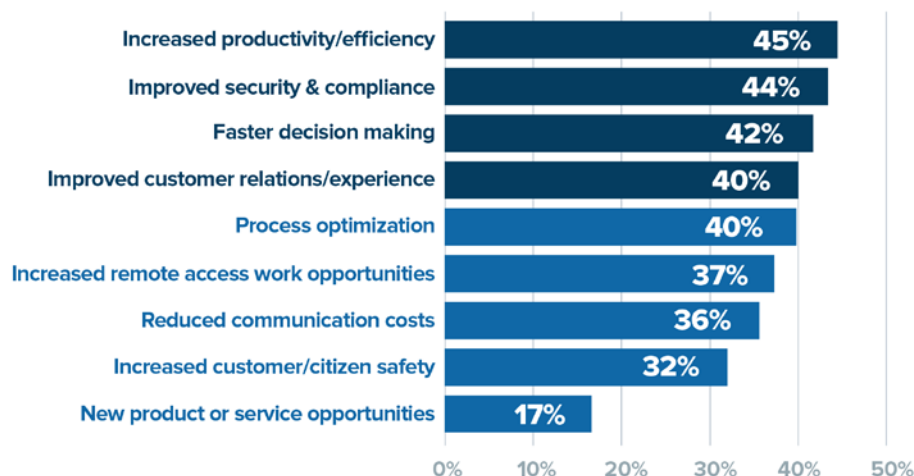 Increased productivity/efficiency 45%
Improved security & compliance 44%
Faster decision making 42%
Improved customer relations/experience 40%
Process optimization 40%
Increased remote access work opportunities 37%
Reduced communication costs 36%
Increased customer/citizen safety 32%
New product or service opportunities 17%
0% 10% 20% 30% 40% 50%